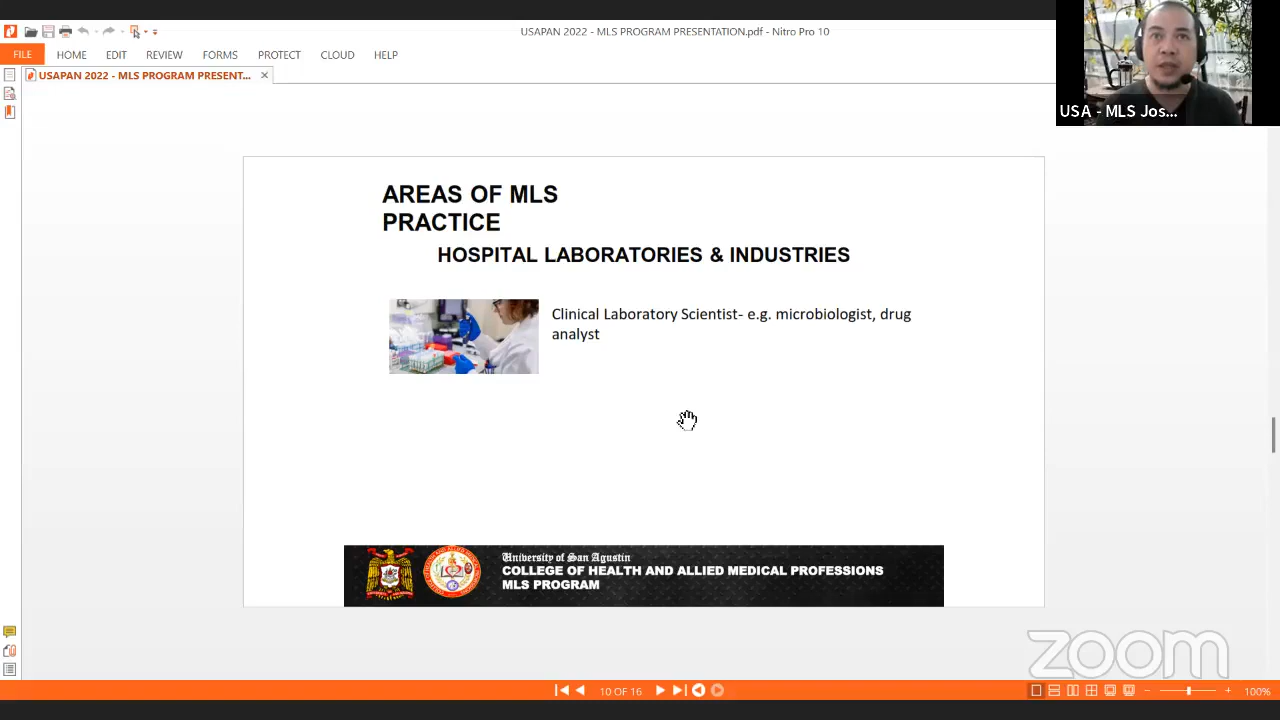 USAPAN 2022 - MLS PROGRAM PRESENTATION.pdf - Nitro Pro 10
FILE HOME EDIT REVIEW FORMS PROTECT CLOUD HELP
USAPAN 2022 - MLS PROGRAM PRESENT...
USA - MLS Jos...
AREAS OF MLS
PRACTICE
HOSPITAL LABORATORIES & INDUSTRIES
Clinical Laboratory Scientist- e.g. microbiologist, drug
analyst
University of San Agustin
COLLEGE OF HEALTH AND ALLIED MEDICAL PROFESSIONS
MLS PROGRAM
zoom
10 OF 16
100%